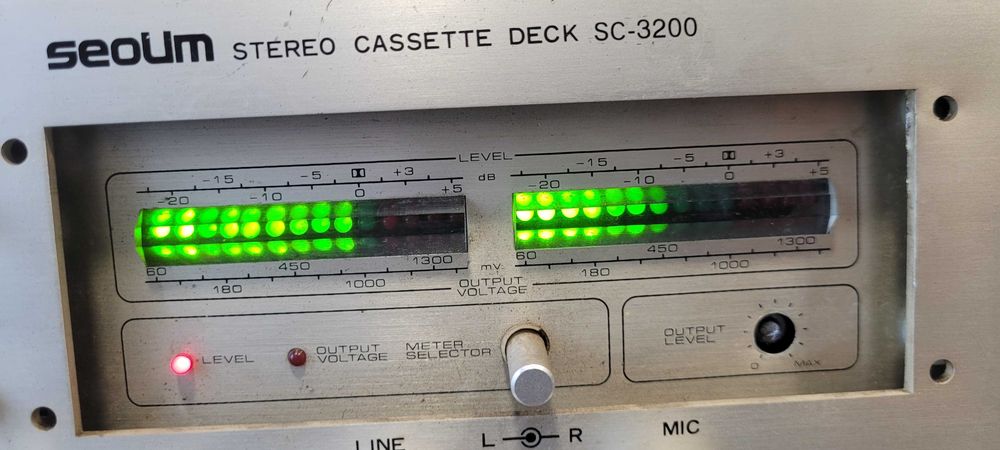 seoum STEREO CASSETTE DECK SC-3200
LEVEL
-20 -15 -10 -5 0 +3 +5
dB
-20 -15 -10 -5 0 +3 +5
60 180 450 1000 1300
mV
60 180 450 1000 1300
OUTPUT
VOLTAGE
LEVEL
OUTPUT
VOLTAGE
METER
SELECTOR
OUTPUT
LEVEL
0 MAX
LINE
L R
MIC